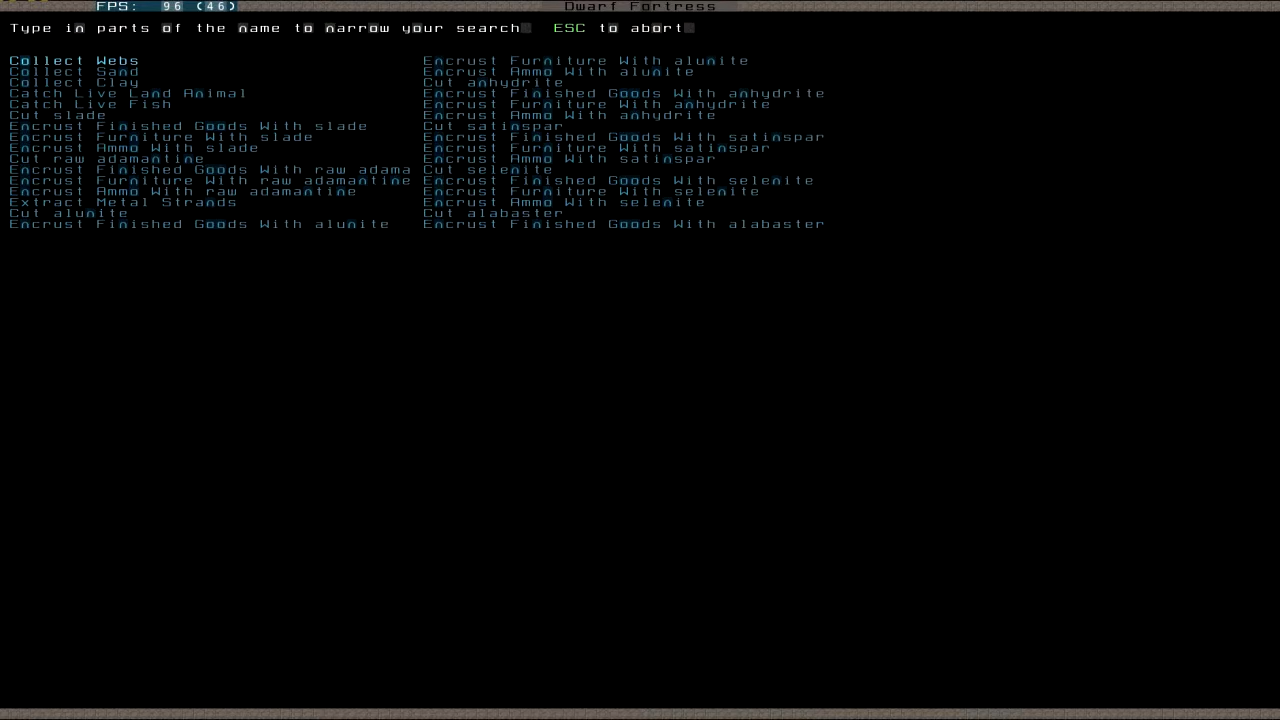 FPS: 96 (46) Dwarf Fortress
Type in parts of the name to narrow your search  ESC to abort
Collect Webs
Collect Sand
Collect Clay
Catch Live Land Animal
Catch Live Fish
Cut slade
Encrust Finished Goods With slade
Encrust Furniture With slade
Encrust Ammo With slade
Cut raw adamantine
Encrust Finished Goods With raw adama
Encrust Furniture With raw adamantine
Encrust Ammo With raw adamantine
Extract Metal Strands
Cut alunite
Encrust Finished Goods With alunite
Encrust Furniture With alunite
Encrust Ammo With alunite
Cut anhydrite
Encrust Finished Goods With anhydrite
Encrust Furniture With anhydrite
Encrust Ammo With anhydrite
Cut satinspar
Encrust Finished Goods With satinspar
Encrust Furniture With satinspar
Encrust Ammo With satinspar
Cut selenite
Encrust Finished Goods With selenite
Encrust Furniture With selenite
Encrust Ammo With selenite
Cut alabaster
Encrust Finished Goods With alabaster